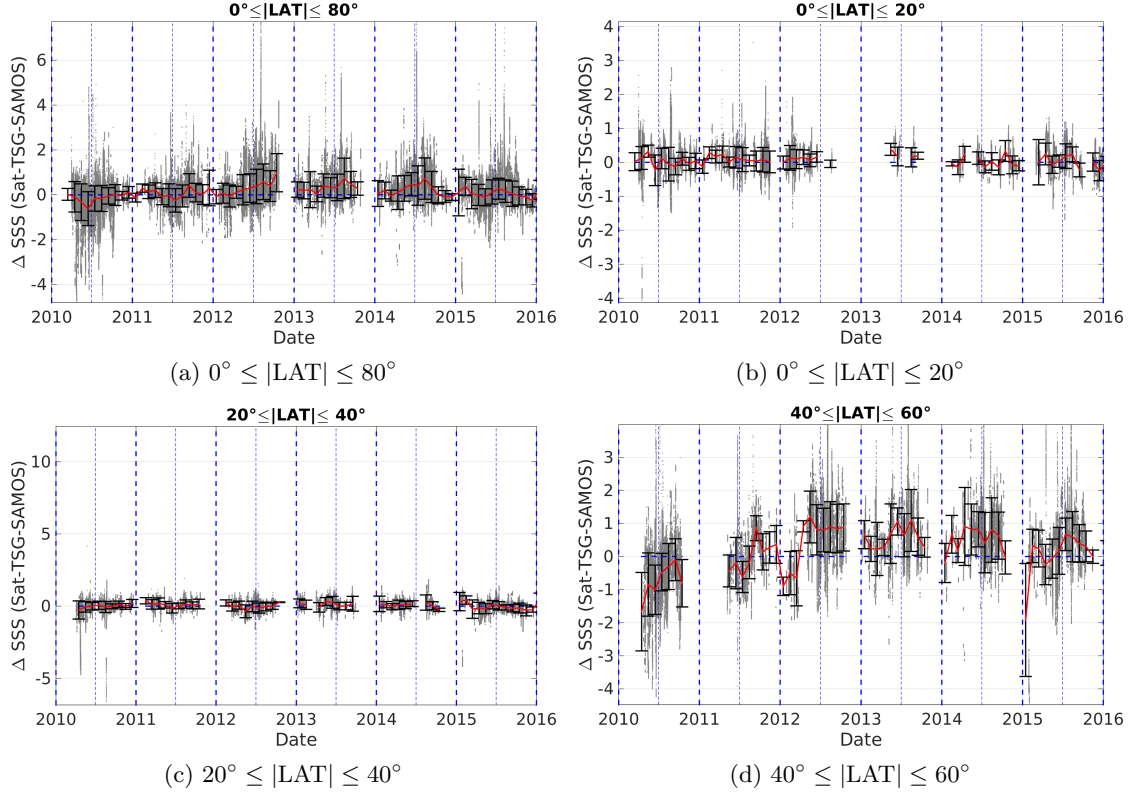 0°≤|LAT|≤ 80°
Δ SSS (Sat-TSG-SAMOS)
6
4
2
0
-2
-4
2010 2011 2012 2013 2014 2015 2016
Date
(a) 0° ≤ |LAT| ≤ 80°
0°≤|LAT|≤ 20°
Δ SSS (Sat-TSG-SAMOS)
4
3
2
1
0
-1
-2
-3
-4
2010 2011 2012 2013 2014 2015 2016
Date
(b) 0° ≤ |LAT| ≤ 20°
20°≤|LAT|≤ 40°
Δ SSS (Sat-TSG-SAMOS)
10
5
0
-5
2010 2011 2012 2013 2014 2015 2016
Date
(c) 20° ≤ |LAT| ≤ 40°
40°≤|LAT|≤ 60°
Δ SSS (Sat-TSG-SAMOS)
3
2
1
0
-1
-2
-3
-4
2010 2011 2012 2013 2014 2015 2016
Date
(d) 40° ≤ |LAT| ≤ 60°